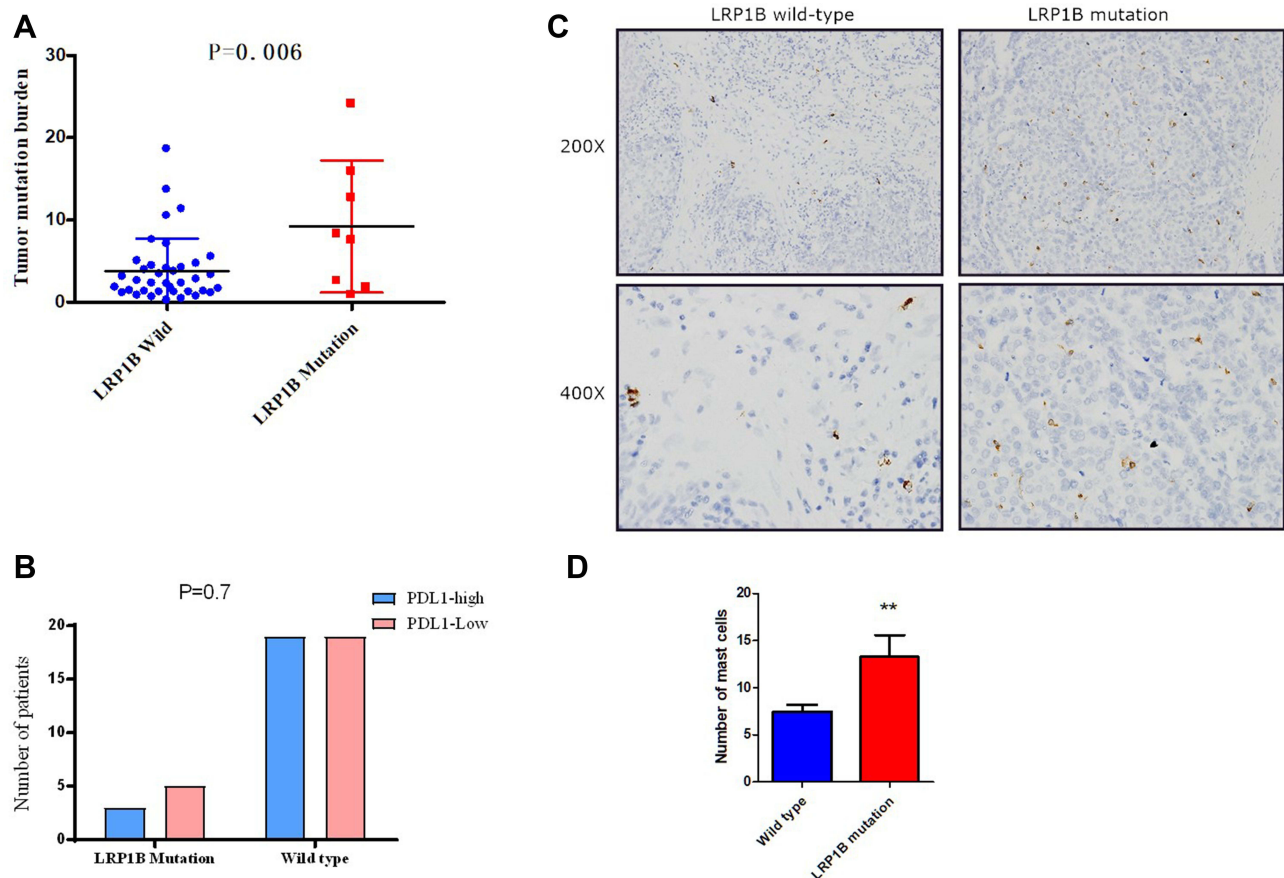 A
P=0.006
Tumor mutation burden
30
20
10
0
LRP1B Wild
LRP1B Mutation
B
P=0.7
PDL1-high
PDL1-Low
Number of patients
20
15
10
5
0
LRP1B Mutation
Wild type
C
LRP1B wild-type
LRP1B mutation
200X
400X
D
**
Number of mast cells
20
15
10
5
0
Wild type
LRP1B mutation